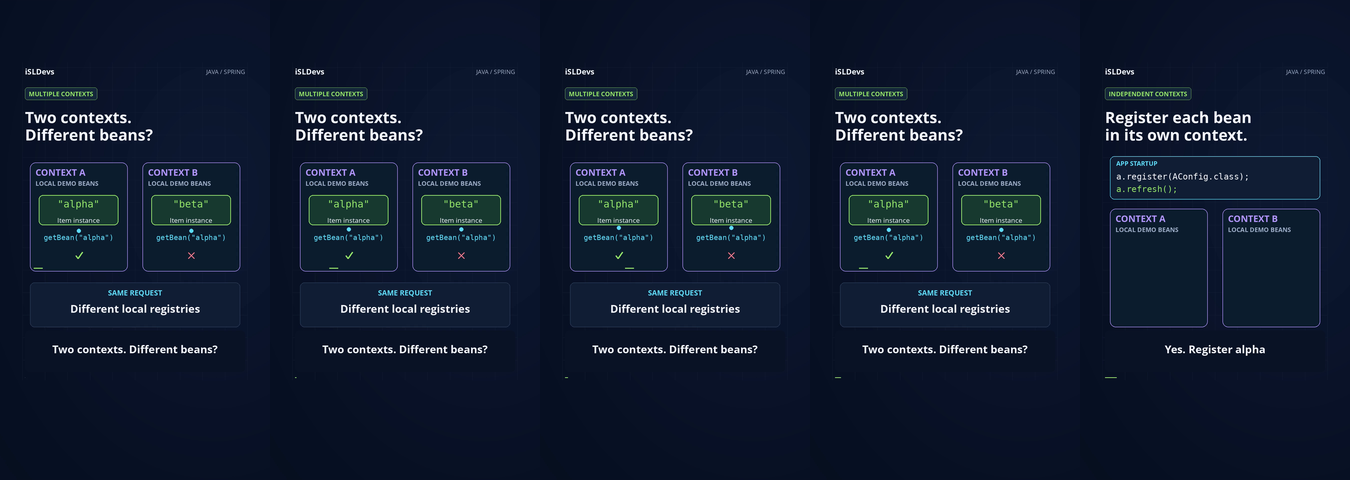 iSLDevs
JAVA / SPRING
MULTIPLE CONTEXTS
Two contexts.
Different beans?
CONTEXT A
LOCAL DEMO BEANS
"alpha"
Item instance
getBean("alpha")
CONTEXT B
LOCAL DEMO BEANS
"beta"
Item instance
getBean("alpha")
SAME REQUEST
Different local registries
Two contexts. Different beans?
iSLDevs
JAVA / SPRING
MULTIPLE CONTEXTS
Two contexts.
Different beans?
CONTEXT A
LOCAL DEMO BEANS
"alpha"
Item instance
getBean("alpha")
CONTEXT B
LOCAL DEMO BEANS
"beta"
Item instance
getBean("alpha")
SAME REQUEST
Different local registries
Two contexts. Different beans?
iSLDevs
JAVA / SPRING
MULTIPLE CONTEXTS
Two contexts.
Different beans?
CONTEXT A
LOCAL DEMO BEANS
"alpha"
Item instance
getBean("alpha")
CONTEXT B
LOCAL DEMO BEANS
"beta"
Item instance
getBean("alpha")
SAME REQUEST
Different local registries
Two contexts. Different beans?
iSLDevs
JAVA / SPRING
MULTIPLE CONTEXTS
Two contexts.
Different beans?
CONTEXT A
LOCAL DEMO BEANS
"alpha"
Item instance
getBean("alpha")
CONTEXT B
LOCAL DEMO BEANS
"beta"
Item instance
getBean("alpha")
SAME REQUEST
Different local registries
Two contexts. Different beans?
iSLDevs
JAVA / SPRING
INDEPENDENT CONTEXTS
Register each bean
in its own context.
APP STARTUP
a.register(AConfig.class);
a.refresh();
CONTEXT A
LOCAL DEMO BEANS
CONTEXT B
LOCAL DEMO BEANS
Yes. Register alpha